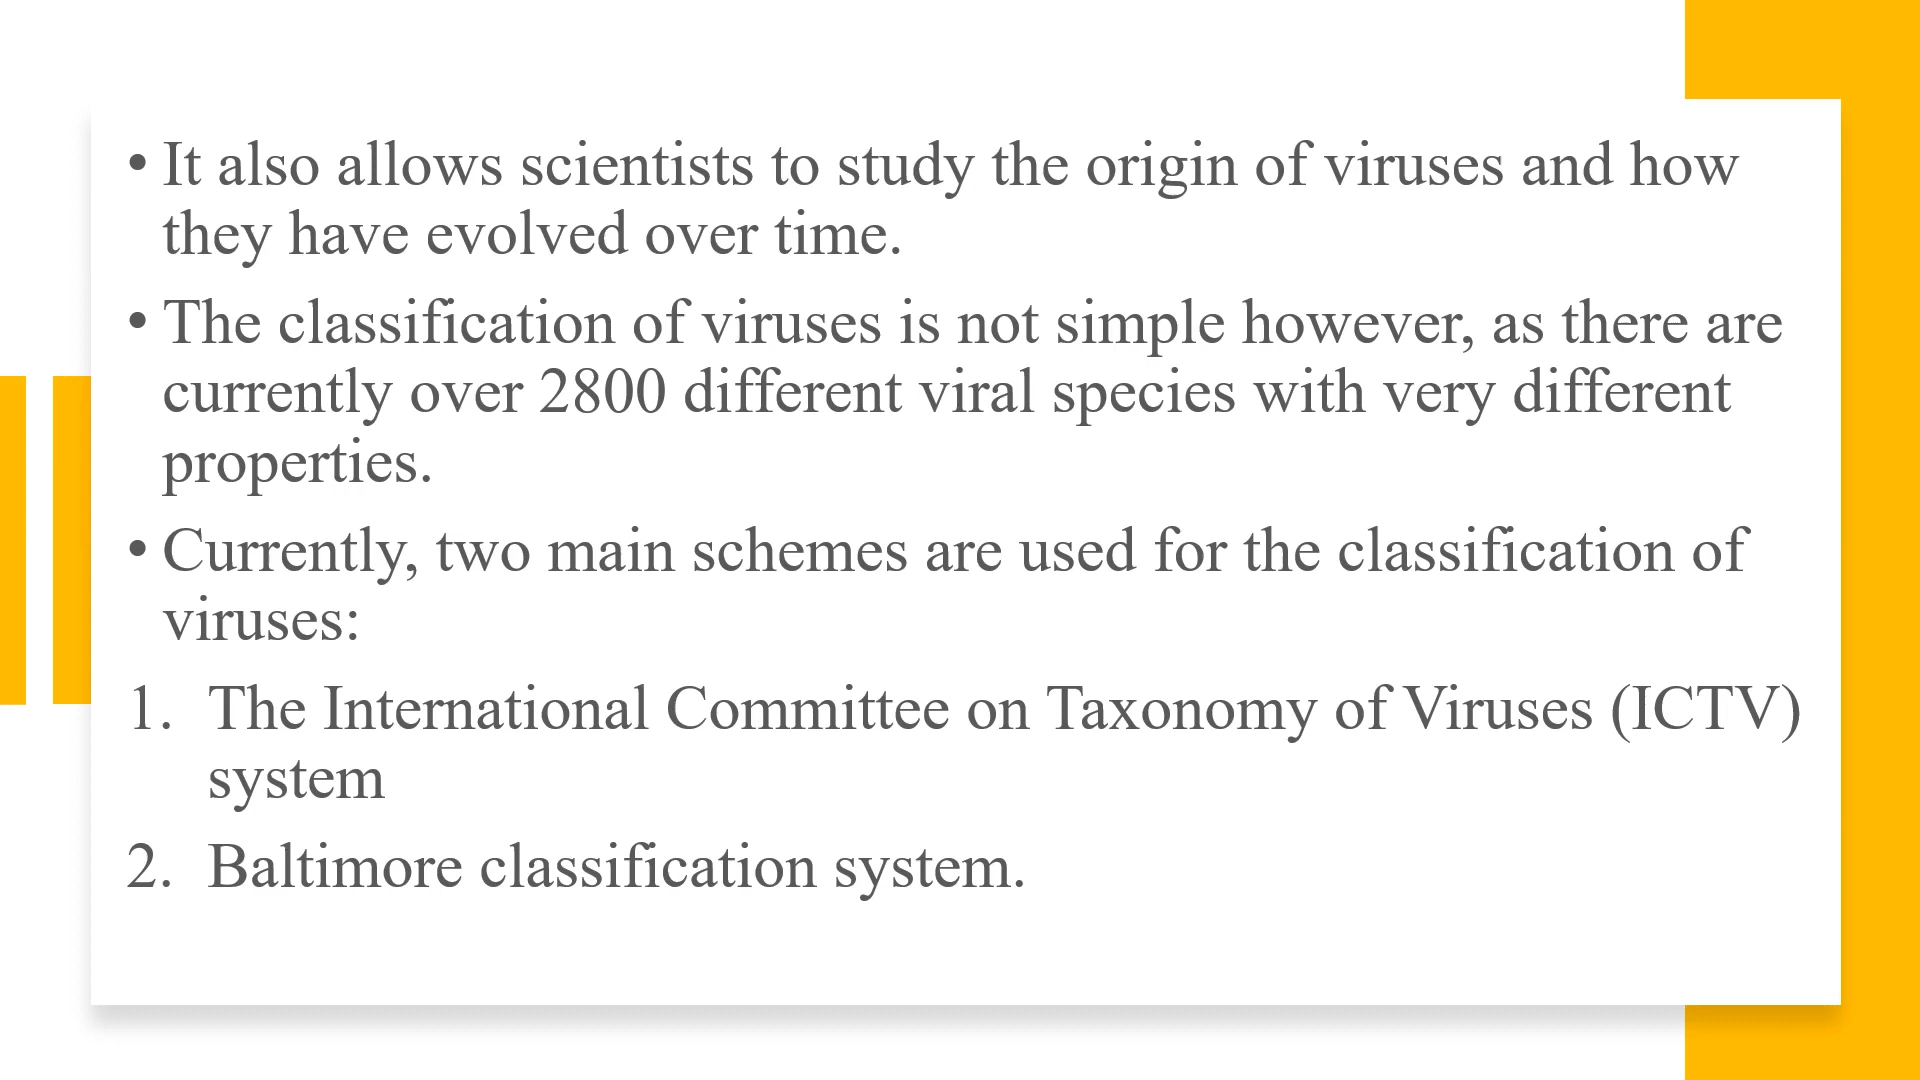 • It also allows scientists to study the origin of viruses and how
they have evolved over time.
• The classification of viruses is not simple however, as there are
currently over 2800 different viral species with very different
properties.
• Currently, two main schemes are used for the classification of
viruses:
1. The International Committee on Taxonomy of Viruses (ICTV)
system
2. Baltimore classification system.